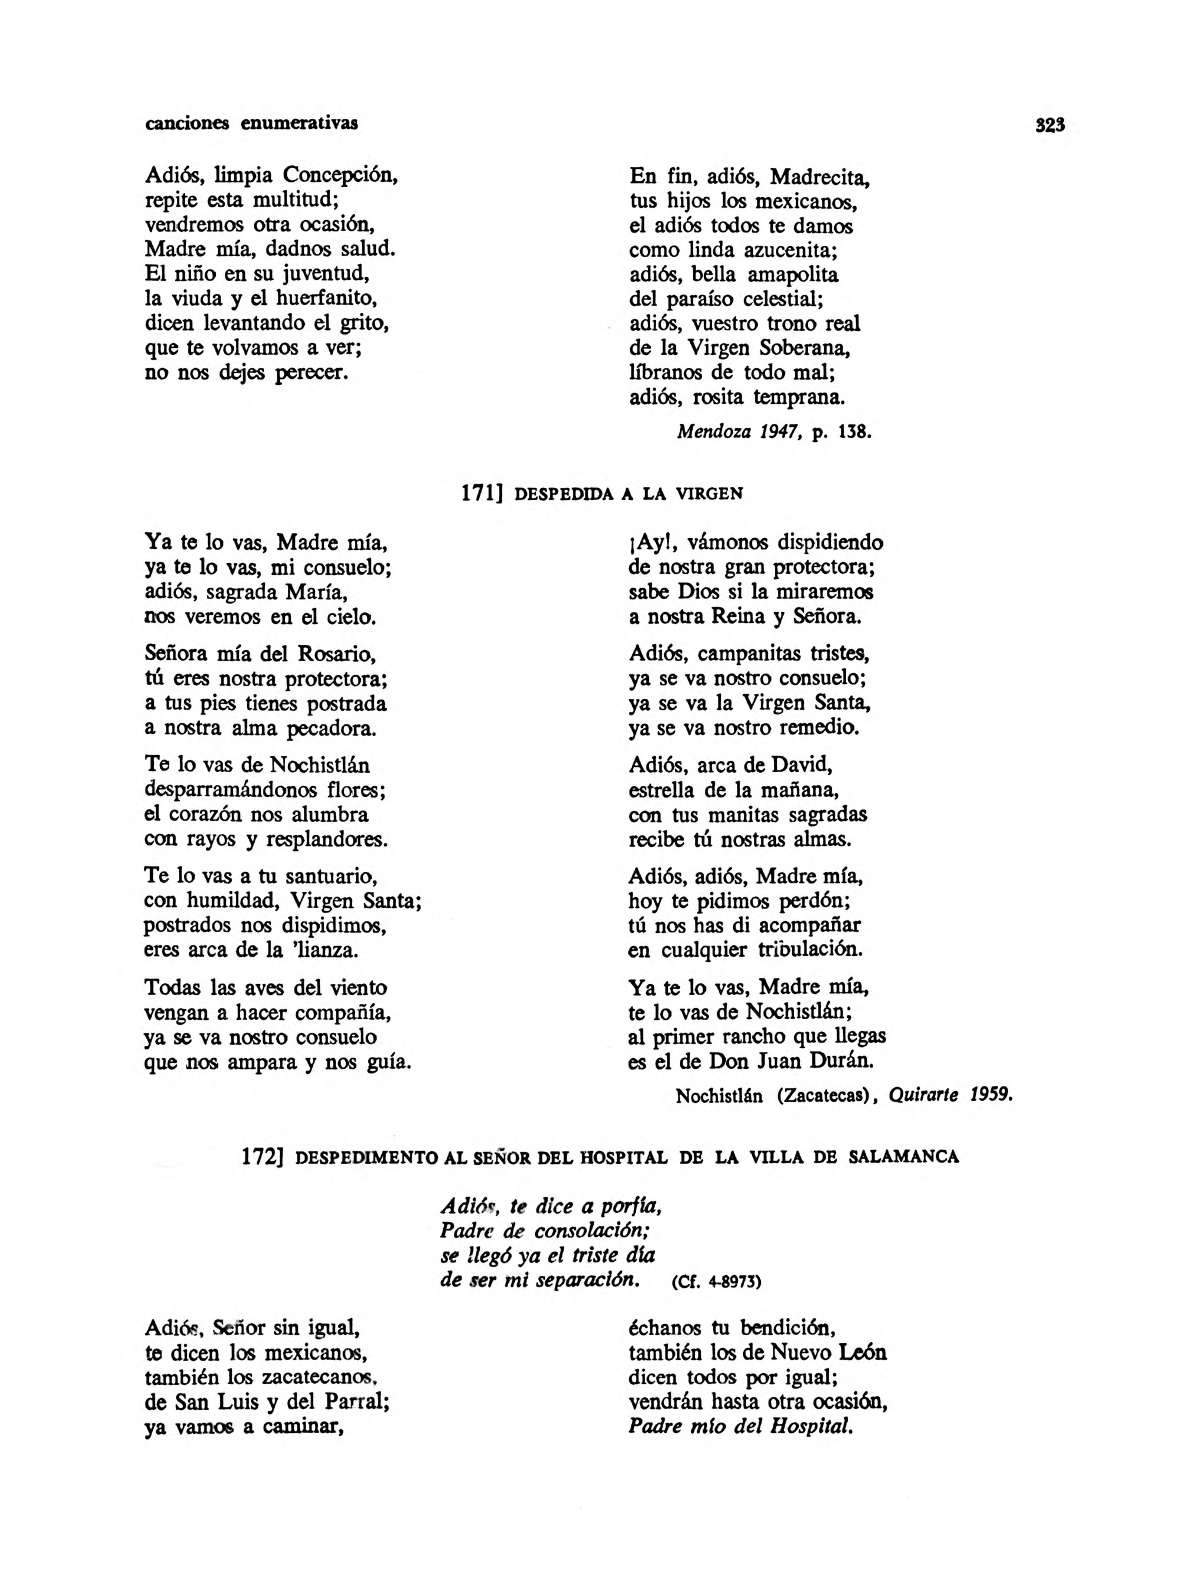 canciones enumerativas
323
Adiós, limpia Concepción,
repite esta multitud;
vendremos otra ocasión,
Madre mía, dadnos salud.
El niño en su juventud,
la viuda y el huerfanito,
dicen levantando el grito,
que te volvamos a ver;
no nos dejes perecer.
En fin, adiós, Madrecita,
tus hijos los mexicanos,
el adiós todos te damos
como linda azucenita;
adiós, bella amapolita
del paraíso celestial;
adiós, vuestro trono real
de la Virgen Soberana,
líbranos de todo mal;
adiós, rosita temprana.
Mendoza 1947, p. 138.
171] DESPEDIDA A LA VIRGEN
Ya te lo vas, Madre mía,
ya te lo vas, mi consuelo;
adiós, sagrada María,
nos veremos en el cielo.
Señora mía del Rosario,
tú eres nostra protectora;
a tus pies tienes postrada
a nostra alma pecadora.
Te lo vas de Nochistlán
desparramándonos flores;
el corazón nos alumbra
con rayos y resplandores.
Te lo vas a tu santuario,
con humildad, Virgen Santa;
postrados nos dispidimos,
eres arca de la 'lianza.
Todas las aves del viento
vengan a hacer compañía,
ya se va nostro consuelo
que nos ampara y nos guía.
¡Ay!, vámonos dispidiendo
de nostra gran protectora;
sabe Dios si la miraremos
a nostra Reina y Señora.
Adiós, campanitas tristes,
ya se va nostro consuelo;
ya se va la Virgen Santa,
ya se va nostro remedio.
Adiós, arca de David,
estrella de la mañana,
con tus manitas sagradas
recibe tú nostras almas.
Adiós, adiós, Madre mía,
hoy te pidimos perdón;
tú nos has di acompañar
en cualquier tribulación.
Ya te lo vas, Madre mía,
te lo vas de Nochistlán;
al primer rancho que llegas
es el de Don Juan Durán.
Nochistlán (Zacatecas), Quirarte 1959.
172] DESPEDIMENTO AL SEÑOR DEL HOSPITAL DE LA VILLA DE SALAMANCA
Adiós, te dice a porfía,
Padre de consolación;
se llegó ya el triste día
de ser mi separación. (Cf. 4-8973)
Adiós, Señor sin igual,
te dicen los mexicanos,
también los zacatecanos,
de San Luis y del Parral;
ya vamos a caminar,
échanos tu bendición,
también los de Nuevo León
dicen todos por igual;
vendrán hasta otra ocasión,
Padre mío del Hospital.